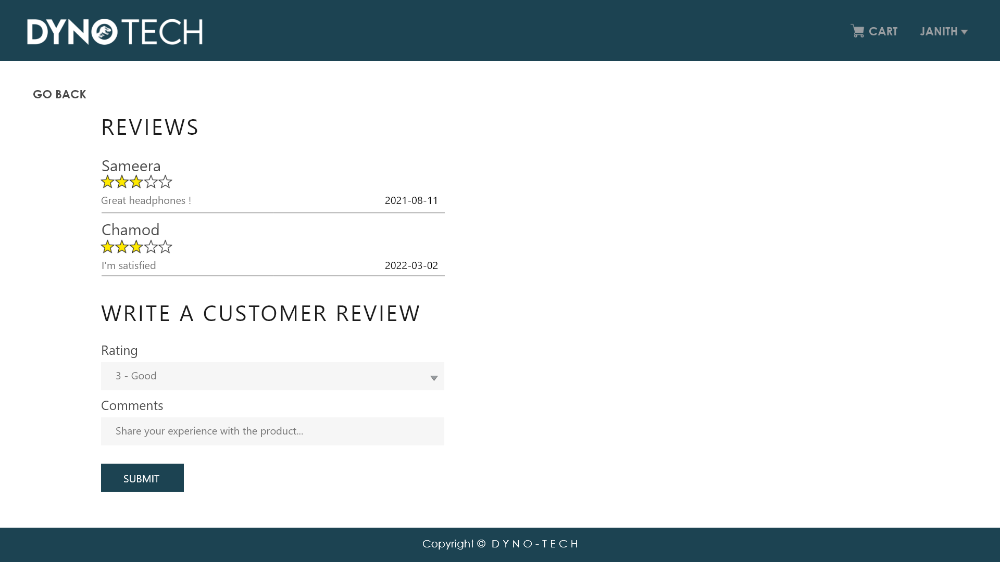 DYNOTECH
CART
JANITH
GO BACK
REVIEWS
Sameera
Great headphones !
2021-08-11
Chamod
I'm satisfied
2022-03-02
WRITE A CUSTOMER REVIEW
Rating
3 - Good
Comments
Share your experience with the product...
SUBMIT
Copyright © DYNO-TECH